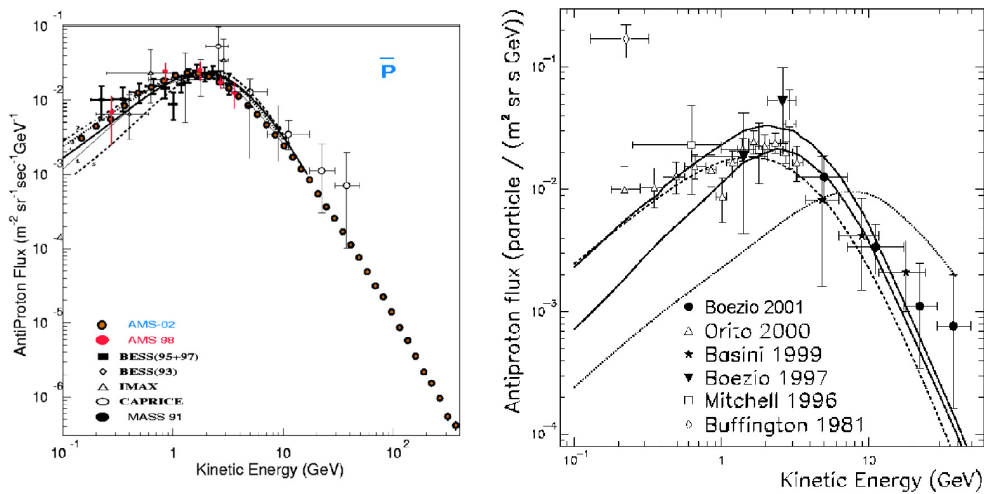 AntiProton Flux (m-2 sr-1sec-1GeV-1)
10-1
10-2
10-3
10-4
10-5
10-6
P
AMS-02
AMS 98
BESS(95+97)
BESS(93)
IMAX
CAPRICE
MASS 91
10-1
1
10
102
Kinetic Energy (GeV)
Antiproton flux (particle / (m2 sr s GeV))
10-1
10-2
10-3
10-4
Boezio 2001
Orito 2000
Basini 1999
Boezio 1997
Mitchell 1996
Buffington 1981
10-1
1
10
Kinetic Energy (GeV)